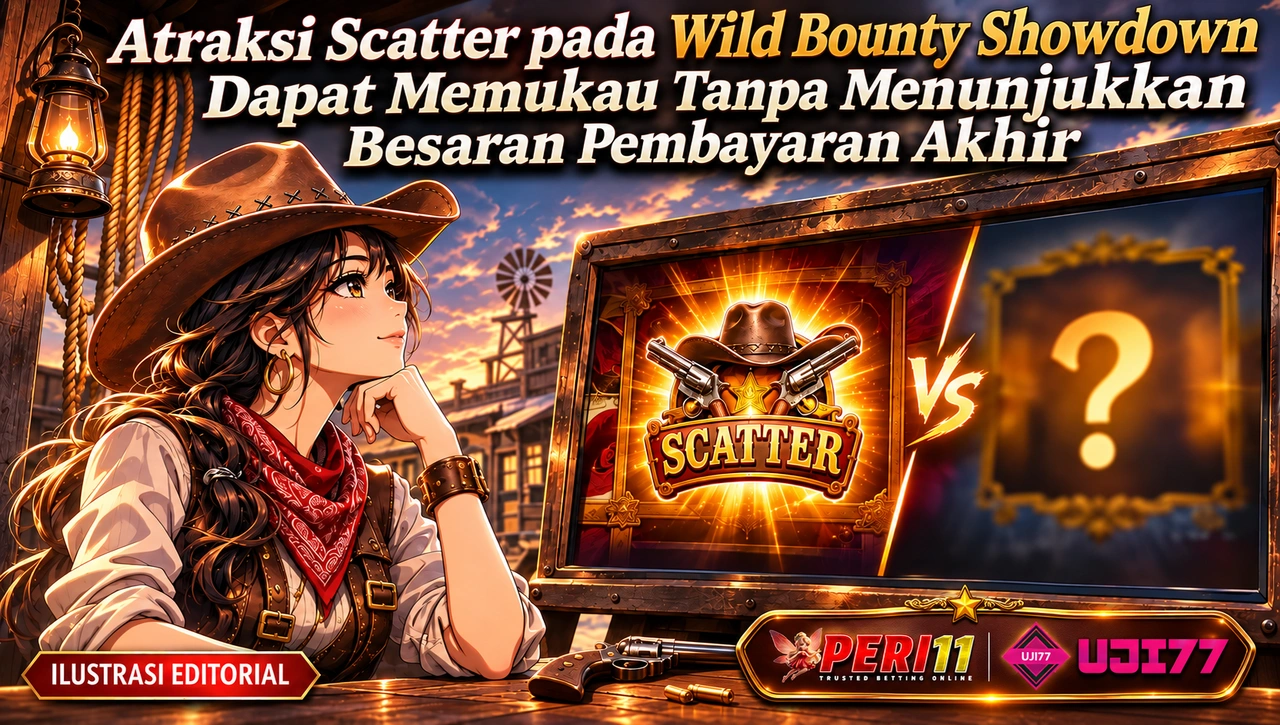 Atraksi Scatter pada Wild Bounty Showdown
Dapat Memukau Tanpa Menunjukkan
Besaran Pembayaran Akhir
SCATTER
VS
?
ILUSTRASI EDITORIAL
PERI11
TRUSTED BETTING ONLINE
UJI77
UJI77